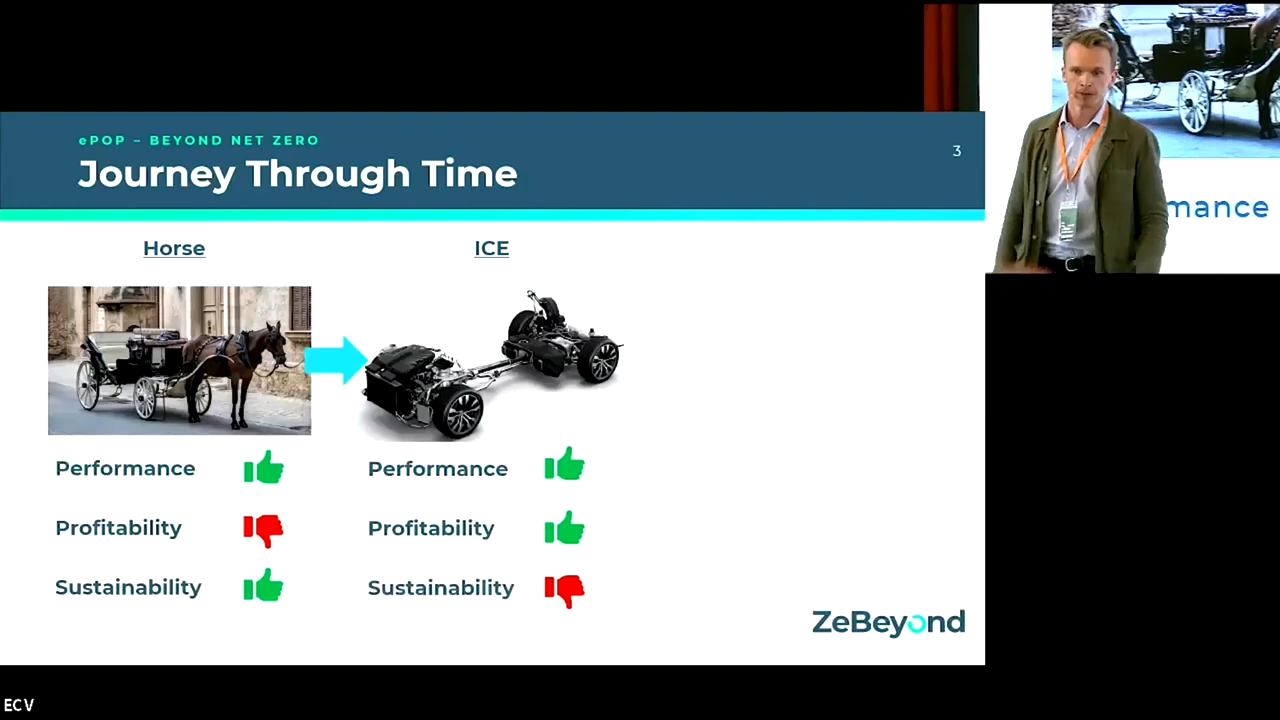 ePOP – BEYOND NET ZERO
Journey Through Time
3
Horse
ICE
Performance
Profitability
Sustainability
Performance
Profitability
Sustainability
ZeBeyond
mance
ECV